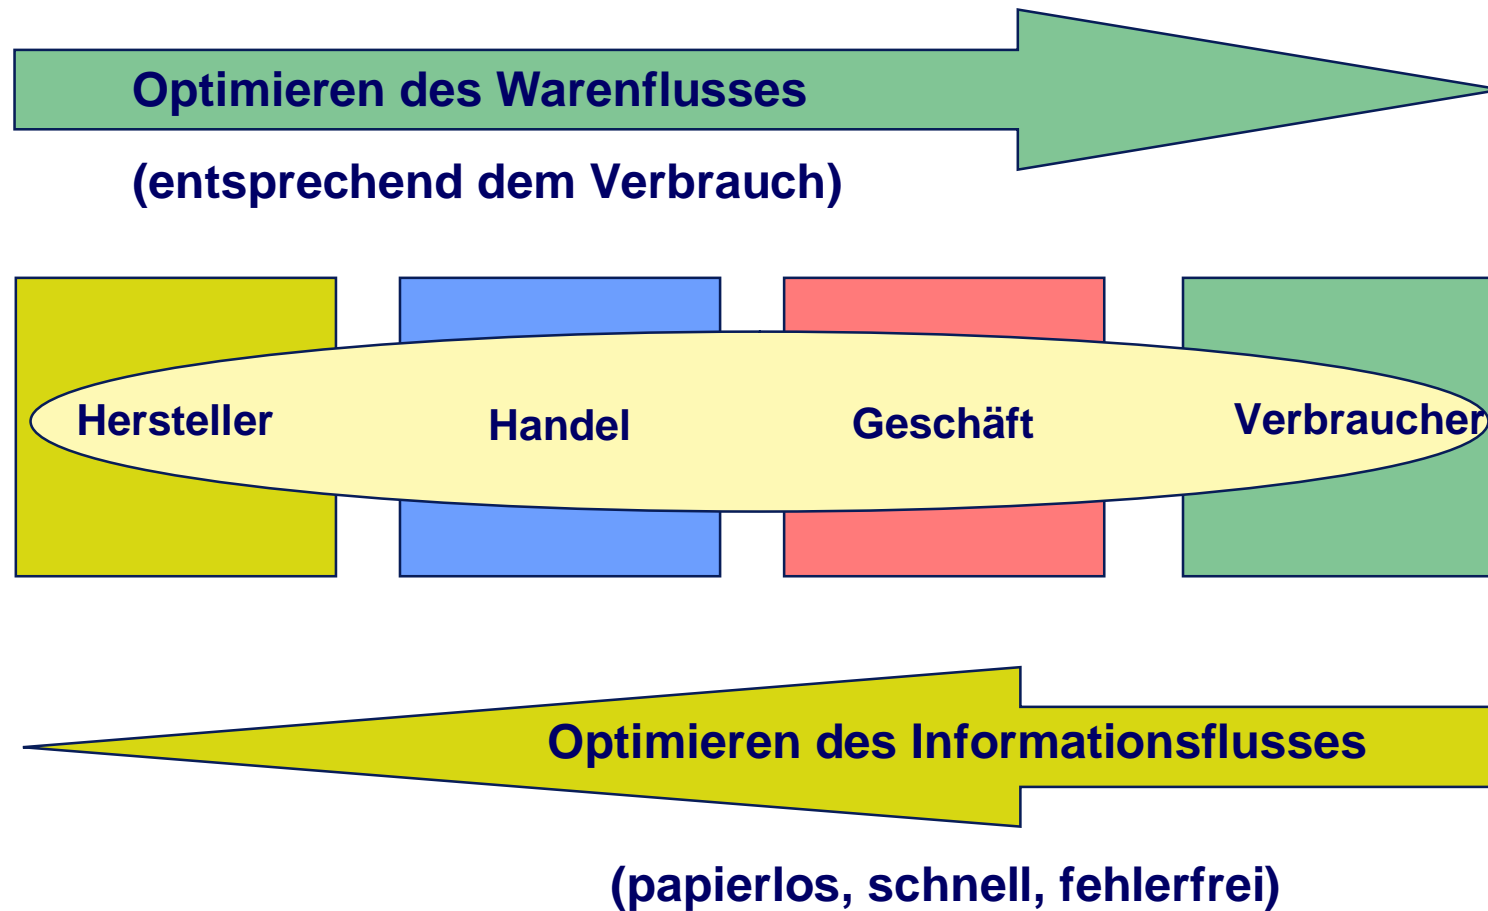 Optimieren des Warenflusses
(entsprechend dem Verbrauch)
Hersteller
Handel
Geschäft
Verbraucher
Optimieren des Informationsflusses
(papierlos, schnell, fehlerfrei)